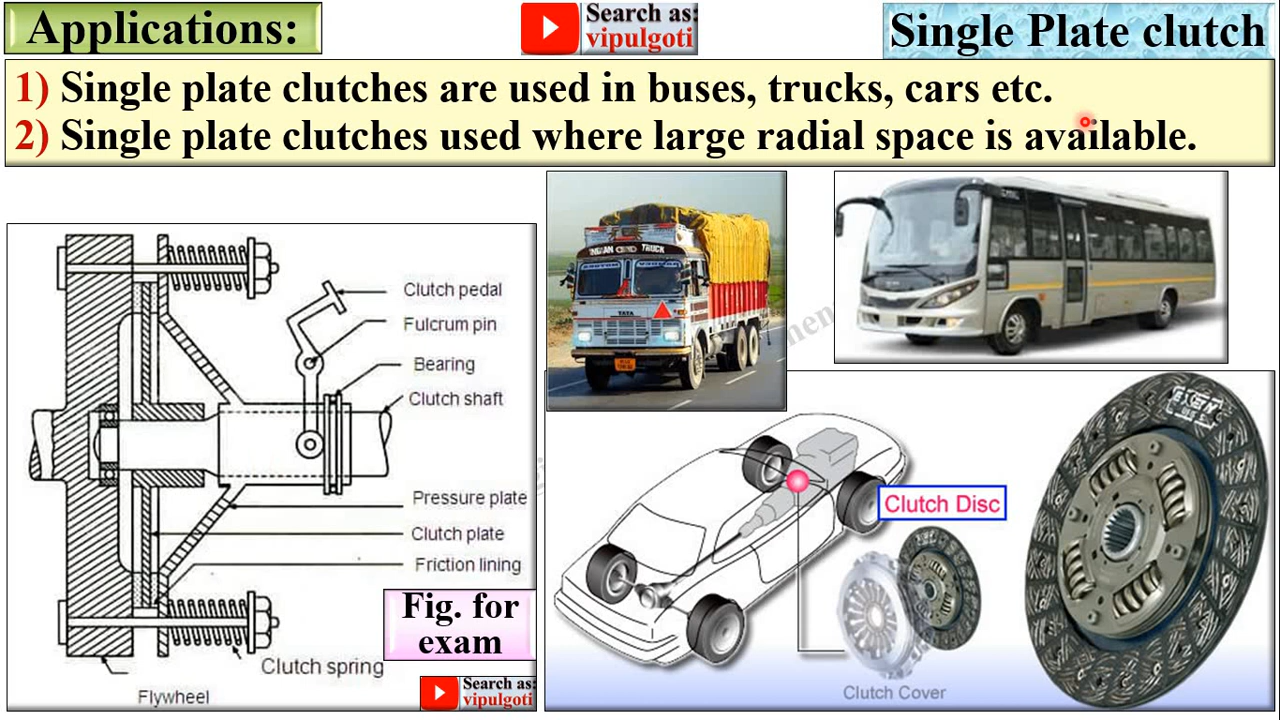 Applications:
Search as:
vipulgoti
Single Plate clutch
1) Single plate clutches are used in buses, trucks, cars etc.
2) Single plate clutches used where large radial space is available.
INDIAN TRUCK
TATA
Clutch pedal
Fulcrum pin
Bearing
Clutch shaft
Pressure plate
Clutch plate
Friction lining
Clutch spring
Flywheel
Fig. for
exam
Search as:
vipulgoti
Clutch Disc
Clutch Cover